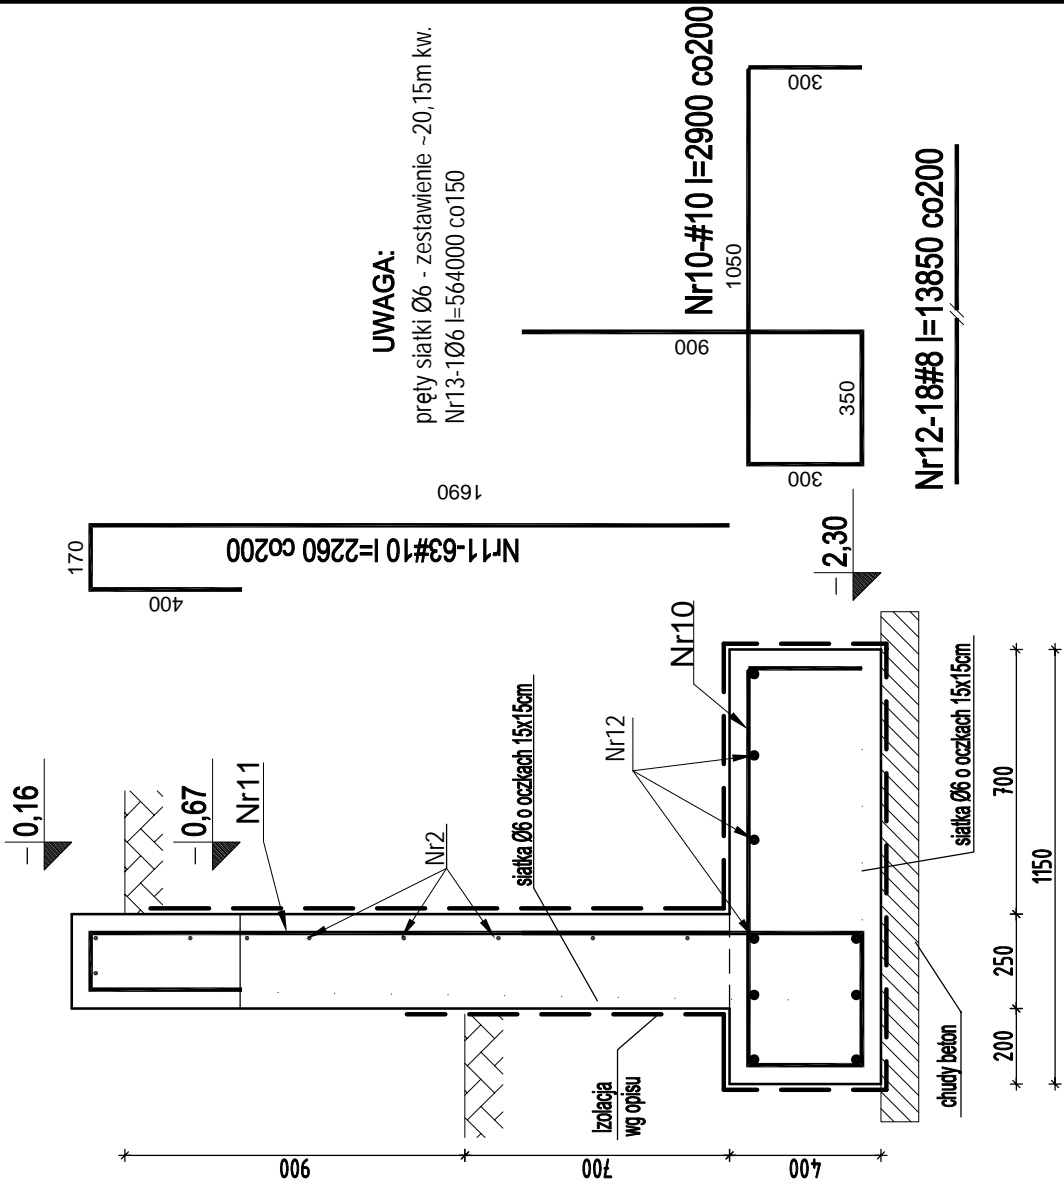 UWAGA:
pręty siatki Ø6 - zestawienie ~20,15m kw.
Nr13-1Ø6 l=564000 co150
Nr10-#10 l=2900 co200
300
1050
900
350
300
Nr12-18#8 l=13850 co200
1690
Nr11-63#10 l=2260 co200
170
400
-2,30
-0,16
-0,67
Nr11
Nr2
siatka Ø6 o oczkach 15x15cm
Nr12
Nr10
siatka Ø6 o oczkach 15x15cm
Izolacja
wg opisu
chudy beton
700
250
200
1150
900
700
400